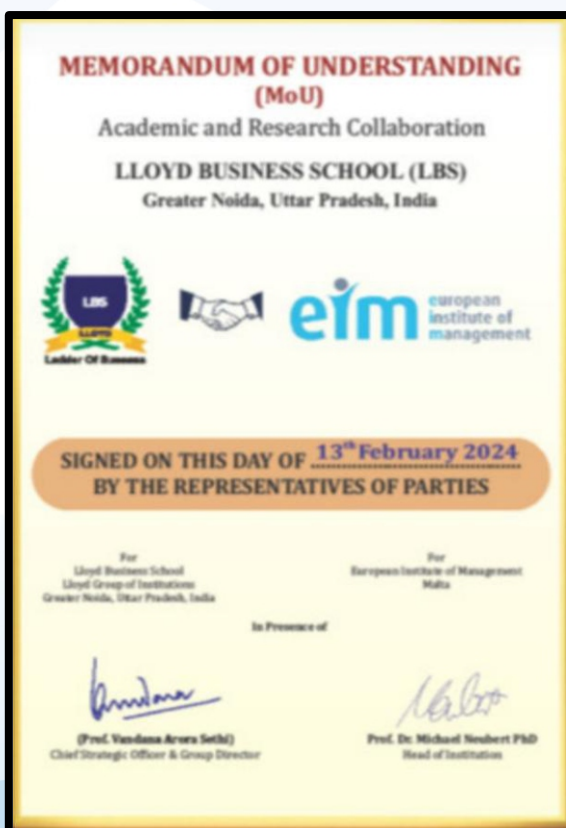 MEMORANDUM OF UNDERSTANDING
(MoU)
Academic and Research Collaboration
LLOYD BUSINESS SCHOOL (LBS)
Greater Noida, Uttar Pradesh, India
LBS
LLOYD
Ladder Of Business
eim
european
institute of
management
SIGNED ON THIS DAY OF 13th February 2024
BY THE REPRESENTATIVES OF PARTIES
For
Lloyd Business School
Lloyd Group of Institutions
Greater Noida, Uttar Pradesh, India
For
European Institute of Management
Malta
In Presence of
(Prof. Vandana Arora Sethi)
Chief Strategic Officer & Group Director
Prof. Dr. Michael Neubert PhD
Head of Institution